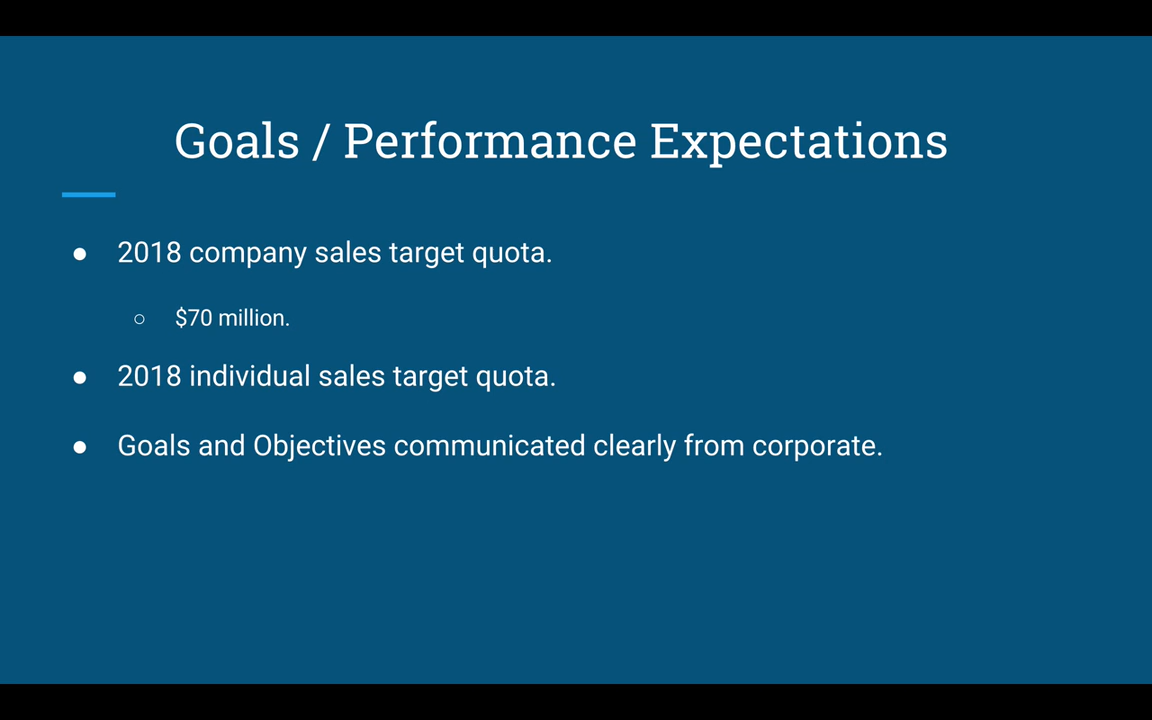 Goals / Performance Expectations
● 2018 company sales target quota.
○ $70 million.
● 2018 individual sales target quota.
● Goals and Objectives communicated clearly from corporate.